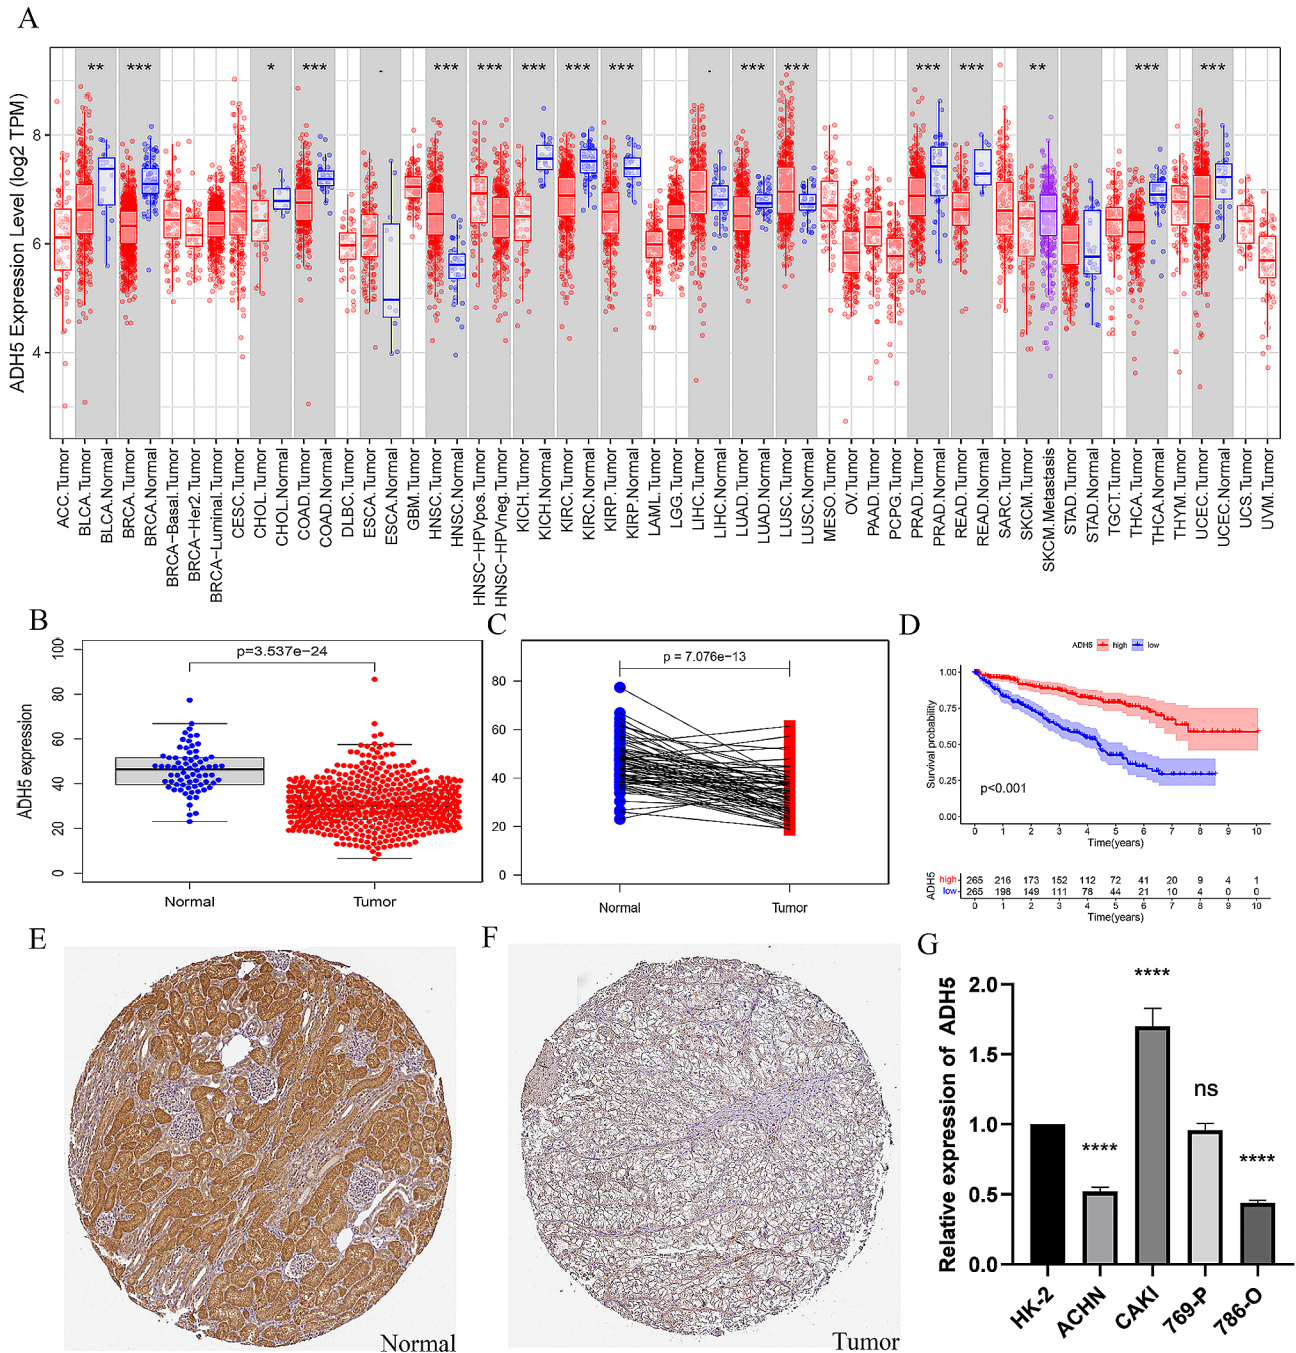 A
** *** * *** . *** *** *** *** *** . *** *** *** *** ** *** ***
ADH5 Expression Level (log2 TPM)
8
6
4
ACC.Tumor
BLCA.Tumor
BLCA.Normal
BRCA.Tumor
BRCA.Normal
BRCA−Basal.Tumor
BRCA−Her2.Tumor
BRCA−Luminal.Tumor
CESC.Tumor
CHOL.Tumor
CHOL.Normal
COAD.Tumor
COAD.Normal
DLBC.Tumor
ESCA.Tumor
ESCA.Normal
GBM.Tumor
HNSC.Tumor
HNSC.Normal
HNSC−HPVpos.Tumor
HNSC−HPVneg.Tumor
KICH.Tumor
KICH.Normal
KIRC.Tumor
KIRC.Normal
KIRP.Tumor
KIRP.Normal
LAML.Tumor
LGG.Tumor
LIHC.Tumor
LIHC.Normal
LUAD.Tumor
LUAD.Normal
LUSC.Tumor
LUSC.Normal
MESO.Tumor
OV.Tumor
PAAD.Tumor
PCPG.Tumor
PRAD.Tumor
PRAD.Normal
READ.Tumor
READ.Normal
SARC.Tumor
SKCM.Tumor
SKCM.Metastasis
STAD.Tumor
STAD.Normal
TGCT.Tumor
THCA.Tumor
THCA.Normal
THYM.Tumor
UCEC.Tumor
UCEC.Normal
UCS.Tumor
UVM.Tumor
B
p=3.537e−24
ADH5 expression
100
80
60
40
20
0
Normal Tumor
C
p = 7.076e−13
80
60
40
20
0
Normal Tumor
D
ADH5 high low
Survival probability
1.00
0.75
0.50
0.25
0.00
p<0.001
0 1 2 3 4 5 6 7 8 9 10
Time(years)
ADH5
high 265 216 173 152 112 72 41 20 9 4 1
low 265 198 149 111 78 44 21 10 4 0 0
0 1 2 3 4 5 6 7 8 9 10
Time(years)
E
Normal
F
Tumor
G
Relative expression of ADH5
2.0
1.5
1.0
0.5
0.0
**** **** ns ****
HK-2 ACHN CAKI 769-P 786-O